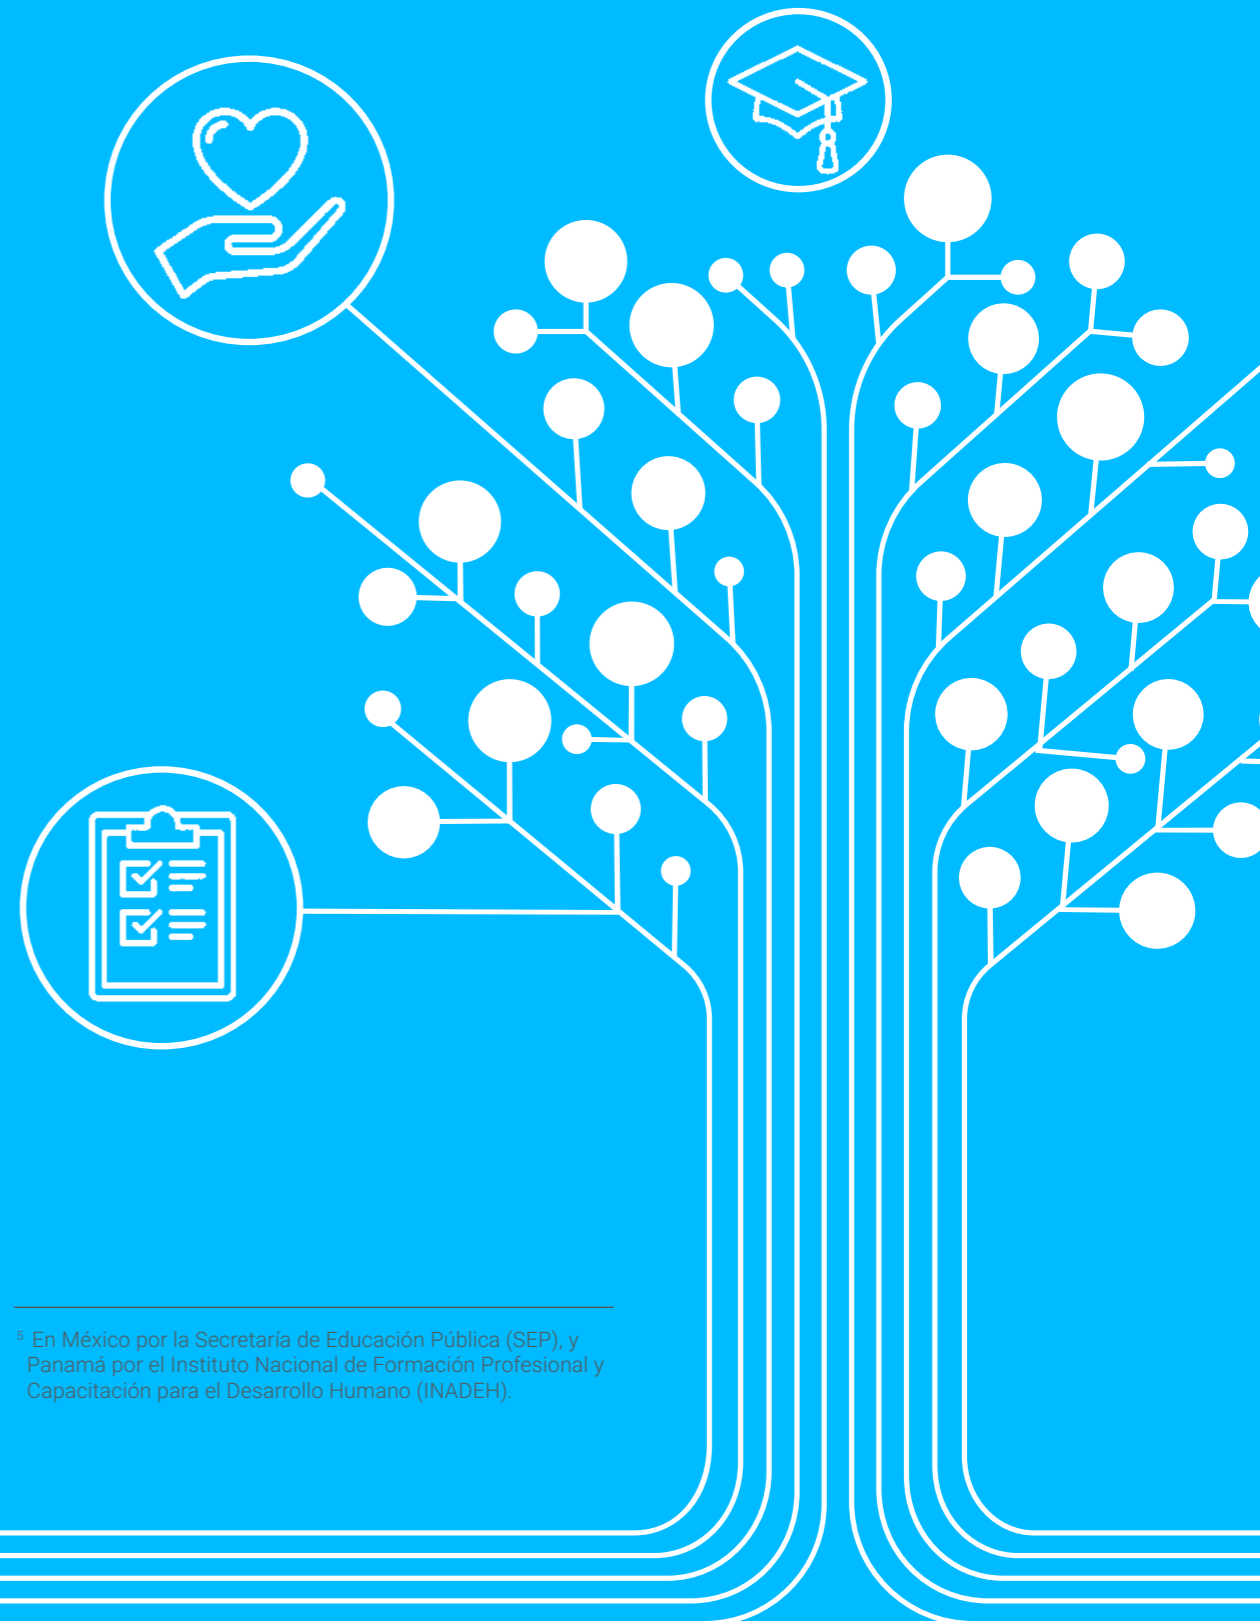 5 En México por la Secretaría de Educación Pública (SEP), y
Panamá por el Instituto Nacional de Formación Profesional y
Capacitación para el Desarrollo Humano (INADEH).